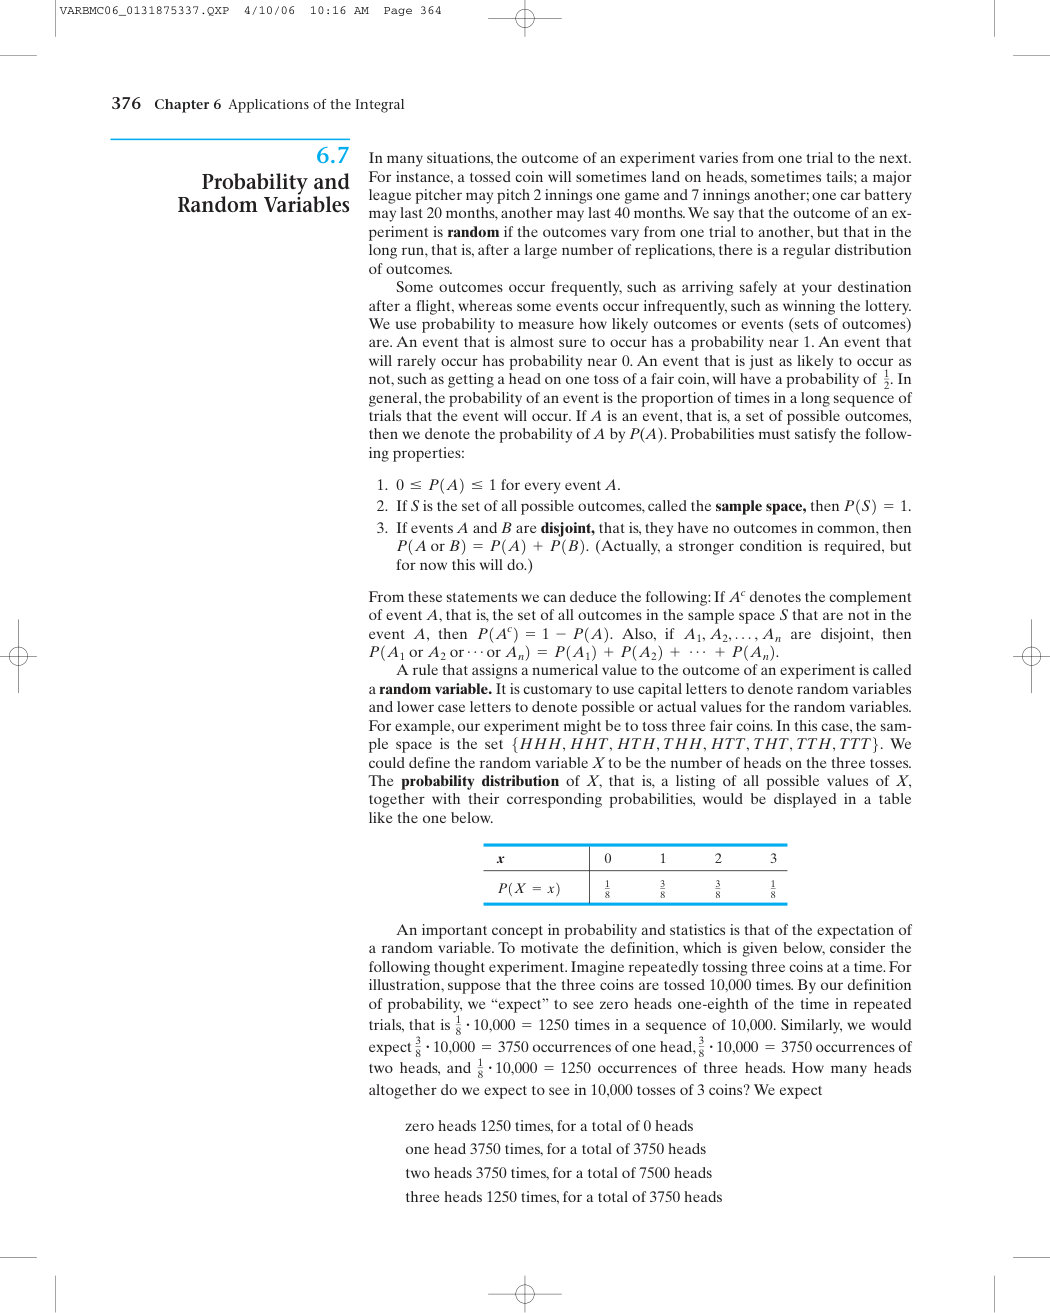 VARBMC06_0131875337.QXP 4/10/06 10:16 AM Page 364
376 Chapter 6 Applications of the Integral
6.7
Probability and
Random Variables
In many situations, the outcome of an experiment varies from one trial to the next.
For instance, a tossed coin will sometimes land on heads, sometimes tails; a major
league pitcher may pitch 2 innings one game and 7 innings another; one car battery
may last 20 months, another may last 40 months. We say that the outcome of an ex-
periment is random if the outcomes vary from one trial to another, but that in the
long run, that is, after a large number of replications, there is a regular distribution
of outcomes.
Some outcomes occur frequently, such as arriving safely at your destination
after a flight, whereas some events occur infrequently, such as winning the lottery.
We use probability to measure how likely outcomes or events (sets of outcomes)
are. An event that is almost sure to occur has a probability near 1. An event that
will rarely occur has probability near 0. An event that is just as likely to occur as
not, such as getting a head on one toss of a fair coin, will have a probability of 1/2. In
general, the probability of an event is the proportion of times in a long sequence of
trials that the event will occur. If A is an event, that is, a set of possible outcomes,
then we denote the probability of A by P(A). Probabilities must satisfy the follow-
ing properties:
1. 0 ≤ P(A) ≤ 1 for every event A.
2. If S is the set of all possible outcomes, called the sample space, then P(S) = 1.
3. If events A and B are disjoint, that is, they have no outcomes in common, then
P(A or B) = P(A) + P(B). (Actually, a stronger condition is required, but
for now this will do.)
From these statements we can deduce the following: If Aᶜ denotes the complement
of event A, that is, the set of all outcomes in the sample space S that are not in the
event A, then P(Aᶜ) = 1 − P(A). Also, if A₁, A₂, . . . , Aₙ are disjoint, then
P(A₁ or A₂ or ··· or Aₙ) = P(A₁) + P(A₂) + ··· + P(Aₙ).
A rule that assigns a numerical value to the outcome of an experiment is called
a random variable. It is customary to use capital letters to denote random variables
and lower case letters to denote possible or actual values for the random variables.
For example, our experiment might be to toss three fair coins. In this case, the sam-
ple space is the set {HHH, HHT, HTH, THH, HTT, THT, TTH, TTT}. We
could define the random variable X to be the number of heads on the three tosses.
The probability distribution of X, that is, a listing of all possible values of X,
together with their corresponding probabilities, would be displayed in a table
like the one below.
x 0 1 2 3
P(X = x) 1/8 3/8 3/8 1/8
An important concept in probability and statistics is that of the expectation of
a random variable. To motivate the definition, which is given below, consider the
following thought experiment. Imagine repeatedly tossing three coins at a time. For
illustration, suppose that the three coins are tossed 10,000 times. By our definition
of probability, we “expect” to see zero heads one-eighth of the time in repeated
trials, that is 1/8 · 10,000 = 1250 times in a sequence of 10,000. Similarly, we would
expect 3/8 · 10,000 = 3750 occurrences of one head, 3/8 · 10,000 = 3750 occurrences of
two heads, and 1/8 · 10,000 = 1250 occurrences of three heads. How many heads
altogether do we expect to see in 10,000 tosses of 3 coins? We expect
zero heads 1250 times, for a total of 0 heads
one head 3750 times, for a total of 3750 heads
two heads 3750 times, for a total of 7500 heads
three heads 1250 times, for a total of 3750 heads